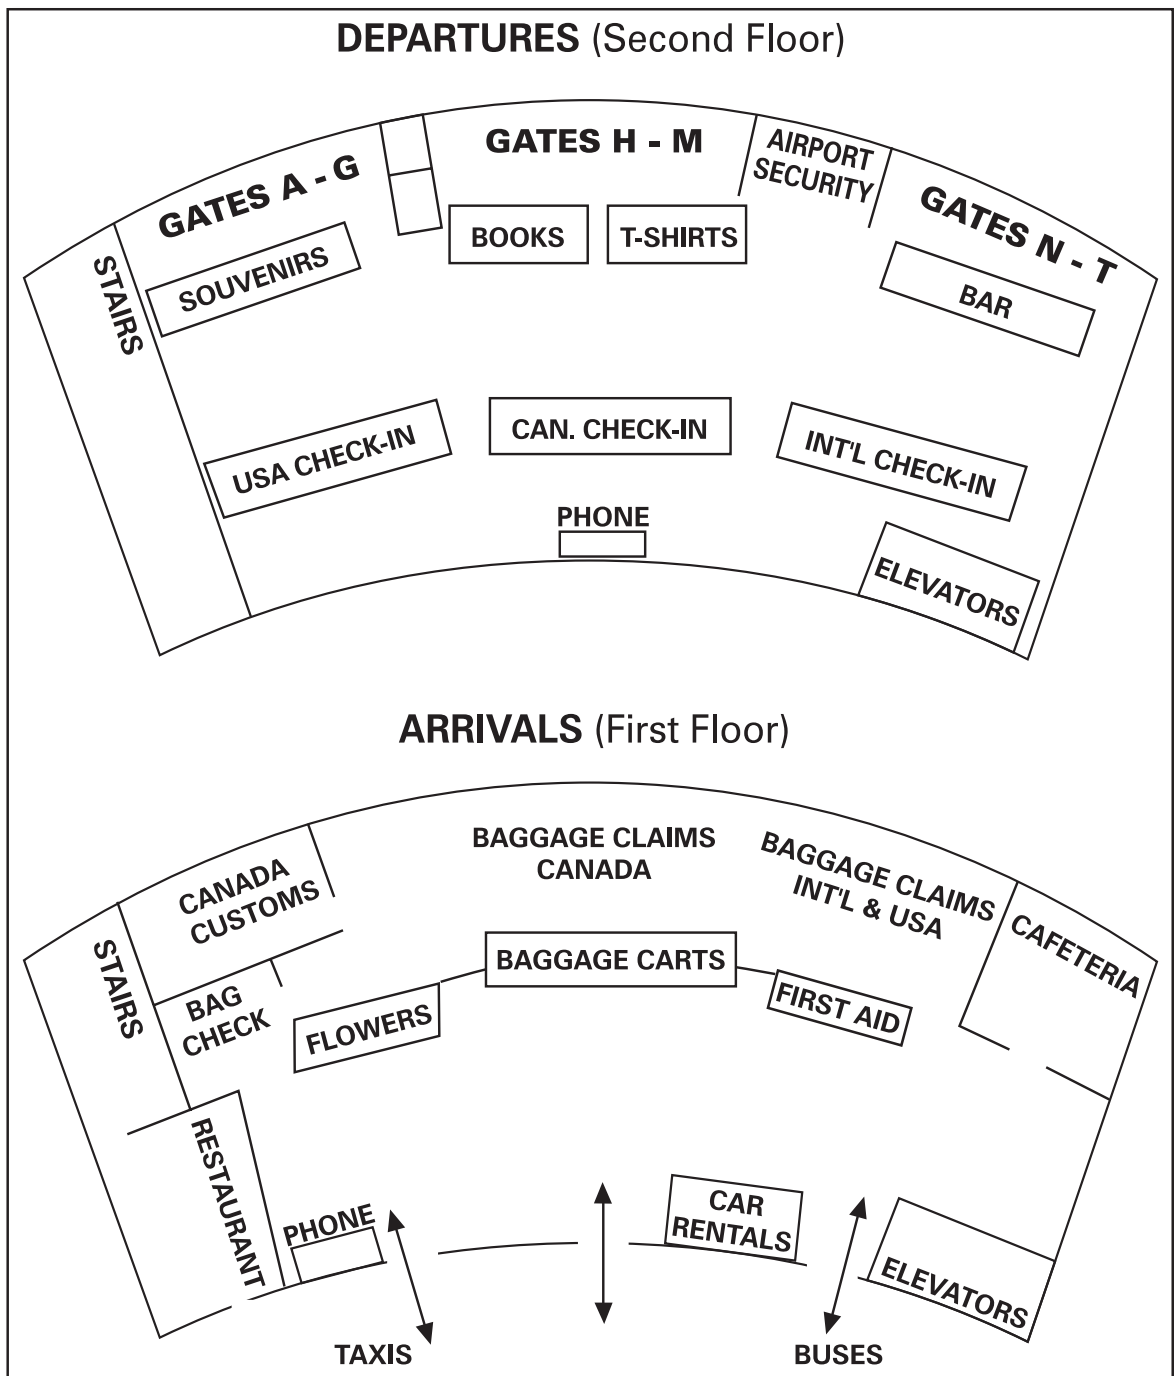 DEPARTURES (Second Floor)
GATES A - G
GATES H - M
AIRPORT
SECURITY
GATES N - T
STAIRS
SOUVENIRS
BOOKS
T-SHIRTS
BAR
USA CHECK-IN
CAN. CHECK-IN
INT'L CHECK-IN
PHONE
ELEVATORS
ARRIVALS (First Floor)
CANADA
CUSTOMS
BAGGAGE CLAIMS
CANADA
BAGGAGE CLAIMS
INT'L & USA
CAFETERIA
STAIRS
BAG
CHECK
FLOWERS
BAGGAGE CARTS
FIRST AID
RESTAURANT
PHONE
CAR
RENTALS
ELEVATORS
TAXIS
BUSES